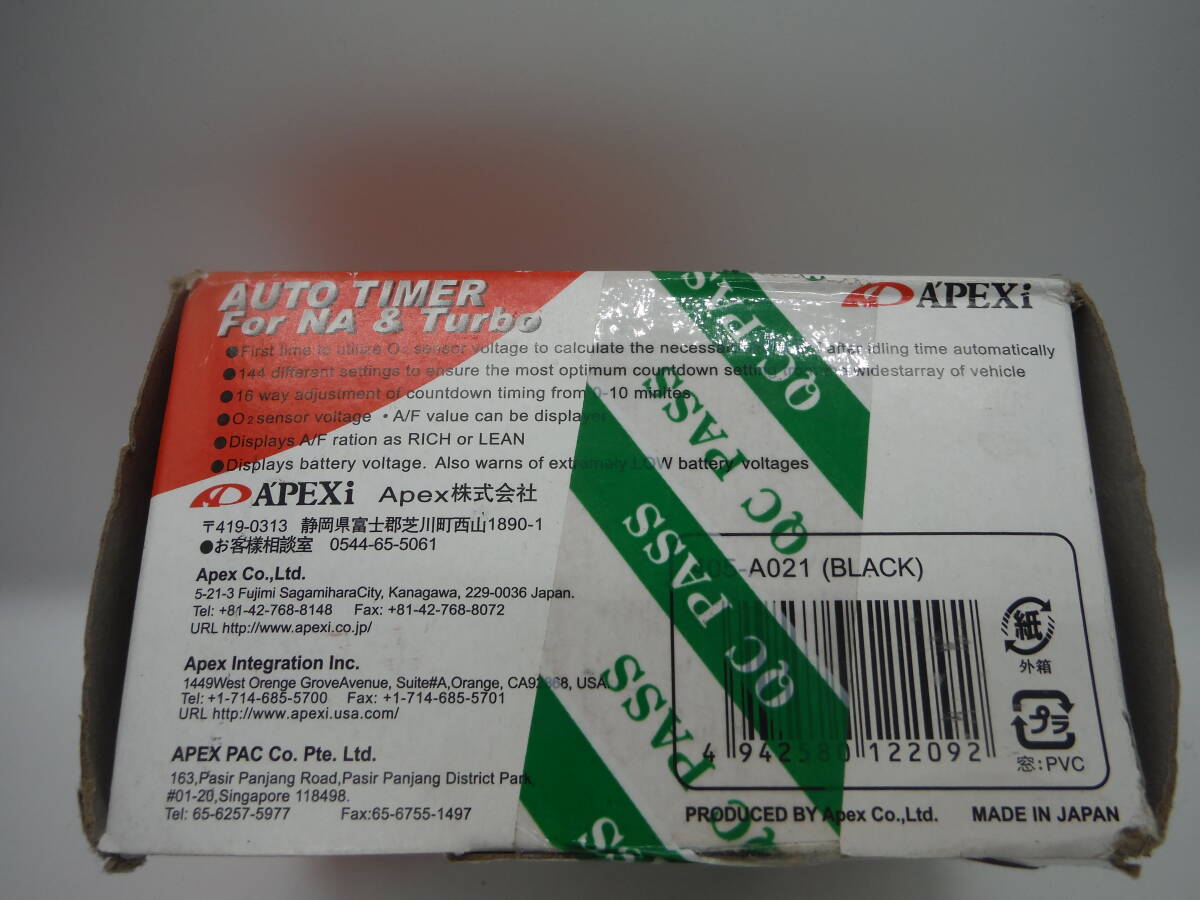 AUTO TIMER
For NA & Turbo
APEXi
●First time to utilize O2 sensor voltage to calculate the necessary after idling time automatically
●144 different settings to ensure the most optimum countdown setting widestarray of vehicle
●16 way adjustment of countdown timing from 0-10 minites
●O2 sensor voltage ・A/F value can be displayed
●Displays A/F ration as RICH or LEAN
●Displays battery voltage. Also warns of extremaly LOW battery voltages
APEXi Apex株式会社
〒419-0313 静岡県富士郡芝川町西山1890-1
●お客様相談室 0544-65-5061
Apex Co.,Ltd.
5-21-3 Fujimi SagamiharaCity, Kanagawa, 229-0036 Japan.
Tel: +81-42-768-8148 Fax: +81-42-768-8072
URL http://www.apexi.co.jp/
Apex Integration Inc.
1449West Orenge GroveAvenue, Suite#A,Orange, CA92868, USA.
Tel: +1-714-685-5700 Fax: +1-714-685-5701
URL http://www.apexi.usa.com/
APEX PAC Co. Pte. Ltd.
163,Pasir Panjang Road,Pasir Panjang District Park,
#01-20,Singapore 118498.
Tel: 65-6257-5977 Fax:65-6755-1497
QC PASS
QC PASS
QC PASS
QC PASS
PASS
405-A021 (BLACK)
4 942580 122092
紙
外箱
プラ
窓:PVC
PRODUCED BY Apex Co.,Ltd. MADE IN JAPAN